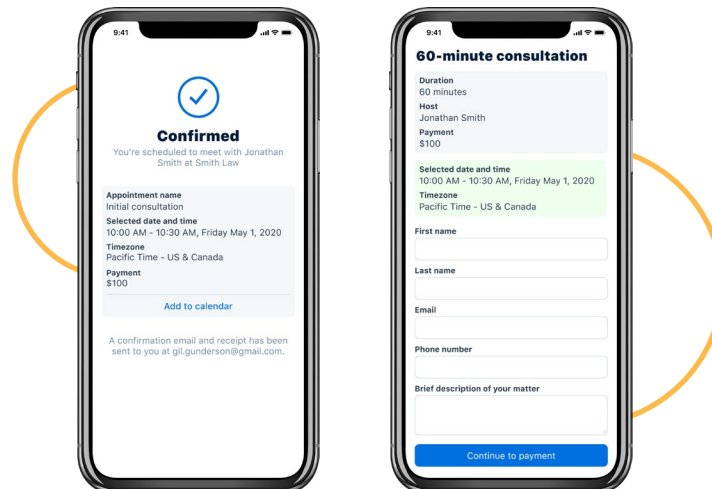 9:41
Confirmed
You're scheduled to meet with Jonathan
Smith at Smith Law
Appointment name
Initial consultation
Selected date and time
10:00 AM - 10:30 AM, Friday May 1, 2020
Timezone
Pacific Time - US & Canada
Payment
$100
Add to calendar
A confirmation email and receipt has been
sent to you at gil.gunderson@gmail.com.
9:41
60-minute consultation
Duration
60 minutes
Host
Jonathan Smith
Payment
$100
Selected date and time
10:00 AM - 10:30 AM, Friday May 1, 2020
Timezone
Pacific Time - US & Canada
First name
Last name
Email
Phone number
Brief description of your matter
Continue to payment